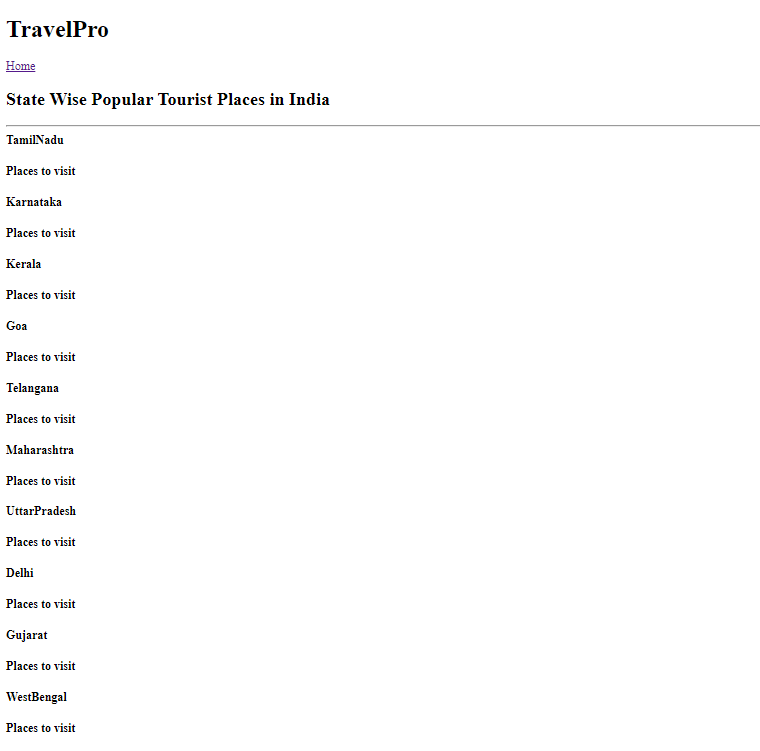 TravelPro
Home
State Wise Popular Tourist Places in India
TamilNadu
Places to visit
Karnataka
Places to visit
Kerala
Places to visit
Goa
Places to visit
Telangana
Places to visit
Maharashtra
Places to visit
UttarPradesh
Places to visit
Delhi
Places to visit
Gujarat
Places to visit
WestBengal
Places to visit